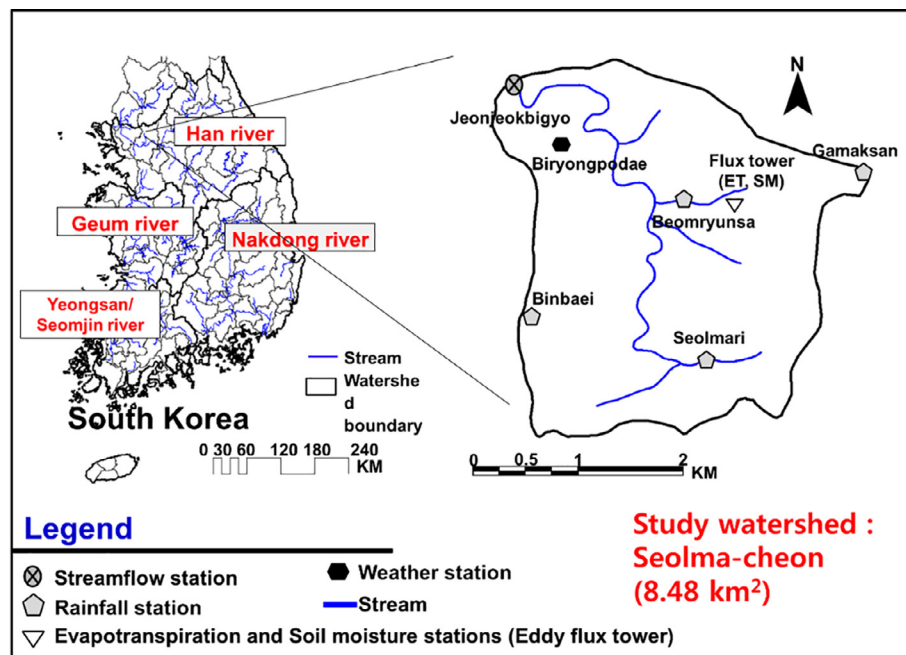 Han river
Geum river
Nakdong river
Yeongsan/
Seomjin river
Stream
Watershe
d
boundary
South Korea
0 30 60 120 180 240
KM
N
Jeonjeokbigyo
Biryongpodae
Flux tower
(ET, SM)
Gamaksan
Beomryunsa
Binbaei
Seolmari
0 0.5 1 2
KM
Legend
Streamflow station
Weather station
Rainfall station
Stream
Evapotranspiration and Soil moisture stations (Eddy flux tower)
Study watershed :
Seolma-cheon
(8.48 km²)